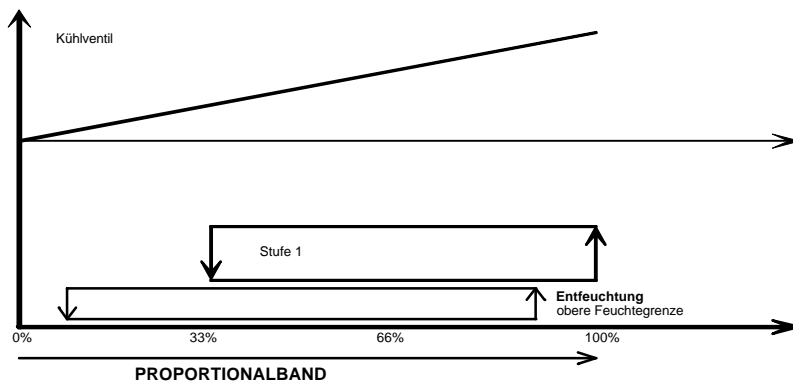 Kühlventil
Stufe 1
Entfeuchtung
obere Feuchtegrenze
0% 33% 66% 100%
PROPORTIONALBAND